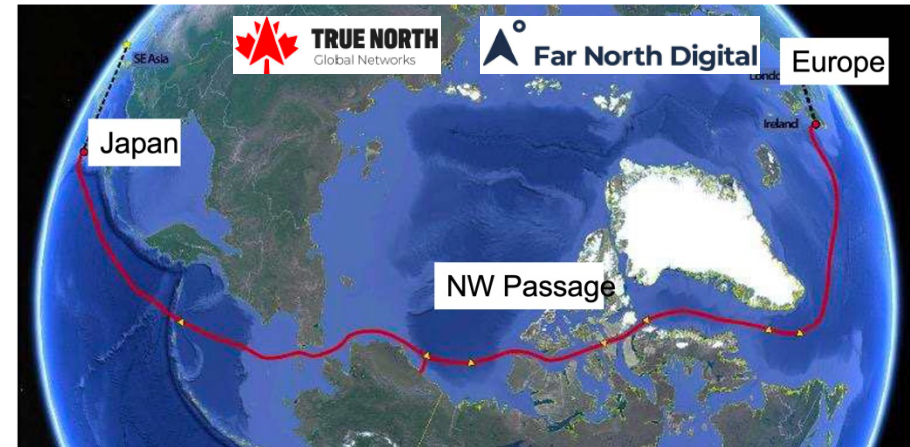 TRUE NORTH
Global Networks
Far North Digital
Europe
London
SE Asia
Ireland
Japan
NW Passage